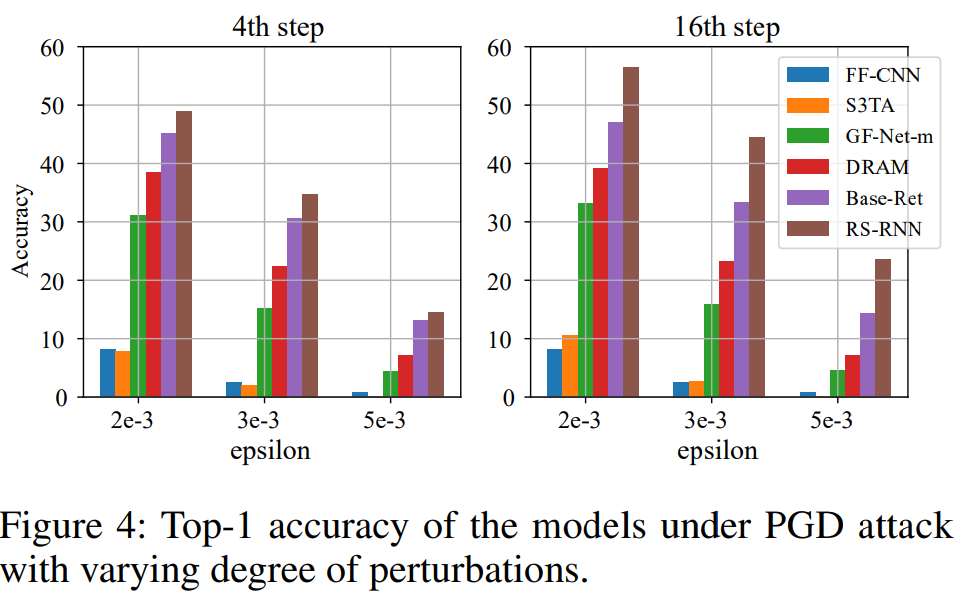 4th step
16th step
Accuracy
60
50
40
30
20
10
0
2e-3 3e-3 5e-3
epsilon
60
50
40
30
20
10
0
2e-3 3e-3 5e-3
epsilon
FF-CNN
S3TA
GF-Net-m
DRAM
Base-Ret
RS-RNN
Figure 4: Top-1 accuracy of the models under PGD attack
with varying degree of perturbations.